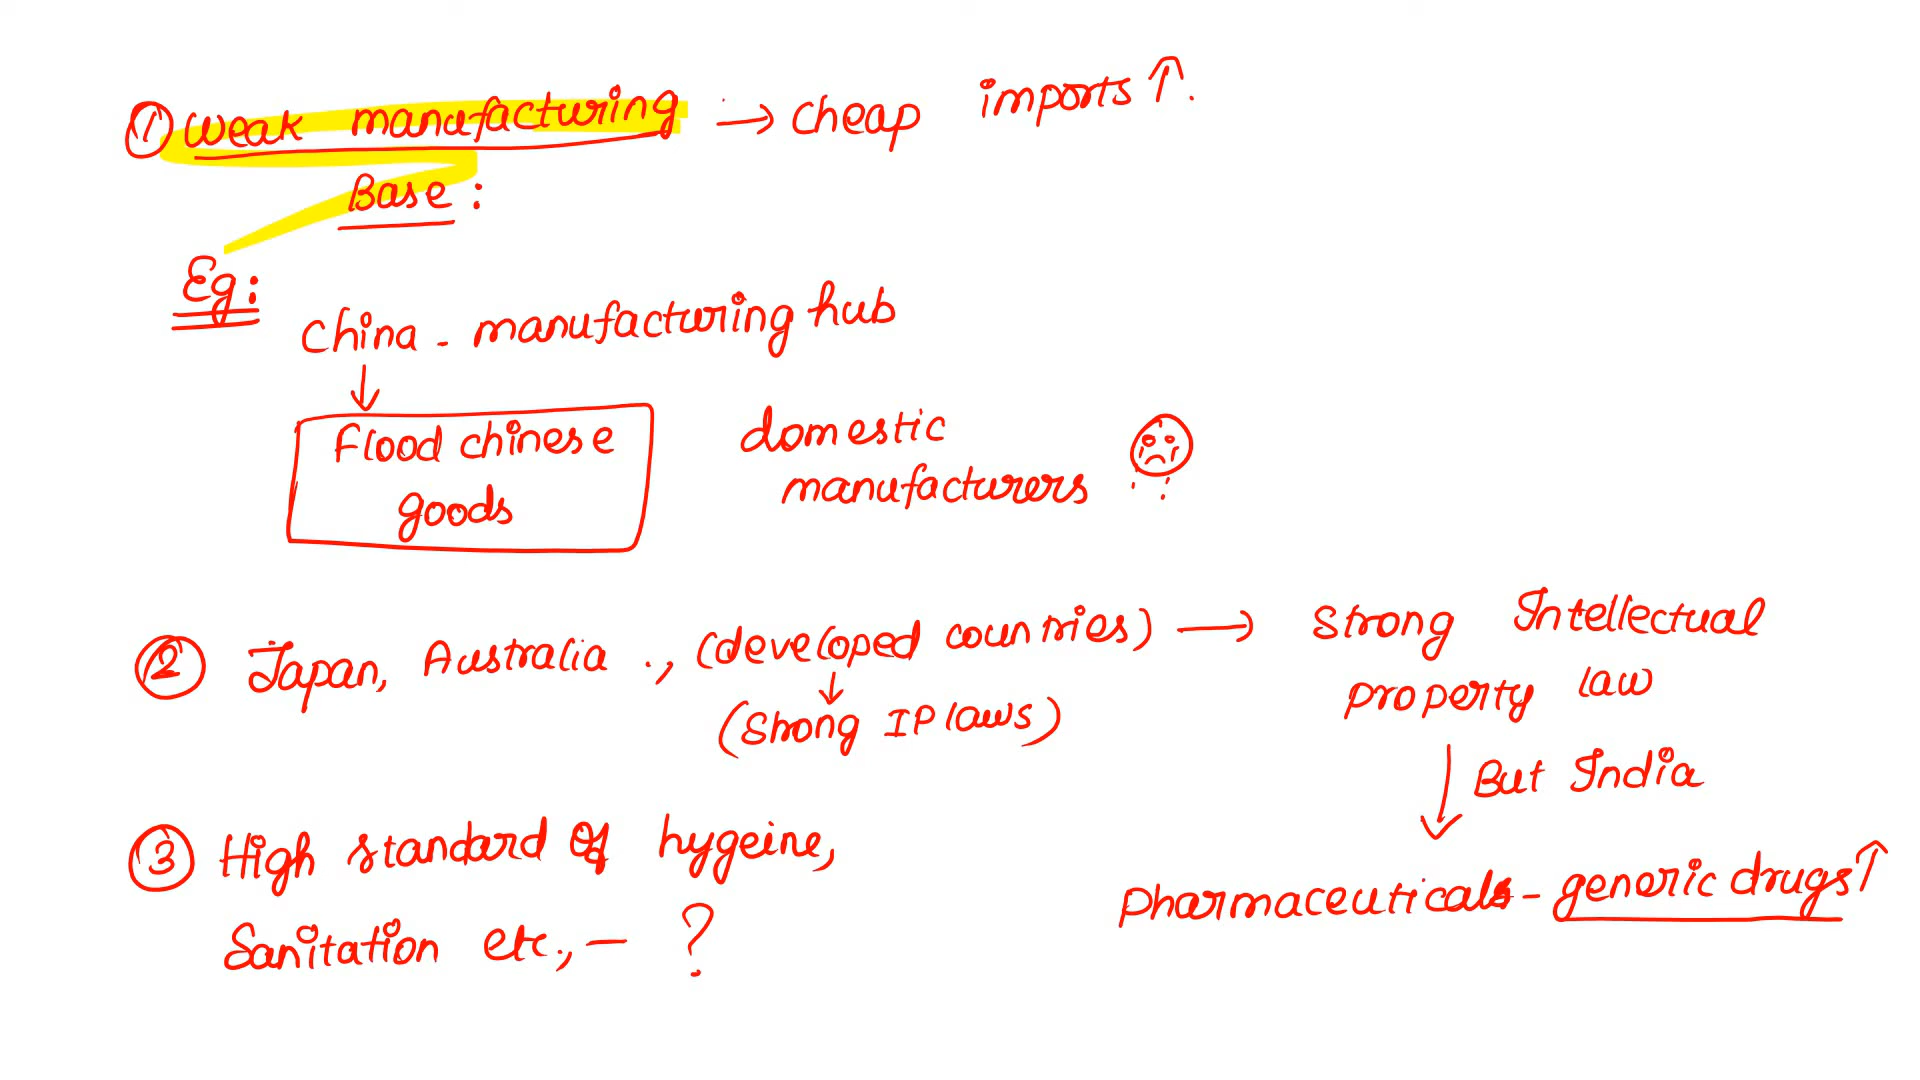 ① Weak manufacturing → cheap imports ↑.
Base :
Eg:
China - manufacturing hub
↓
Flood chinese
goods
domestic
manufacturers
② Japan, Australia ., (developed countries) → Strong Intellectual
property law
↓
(Strong IP laws)
↓ But India
Pharmaceuticals - generic drugs ↑
③ High standard of hygeine,
Sanitation etc., - ?